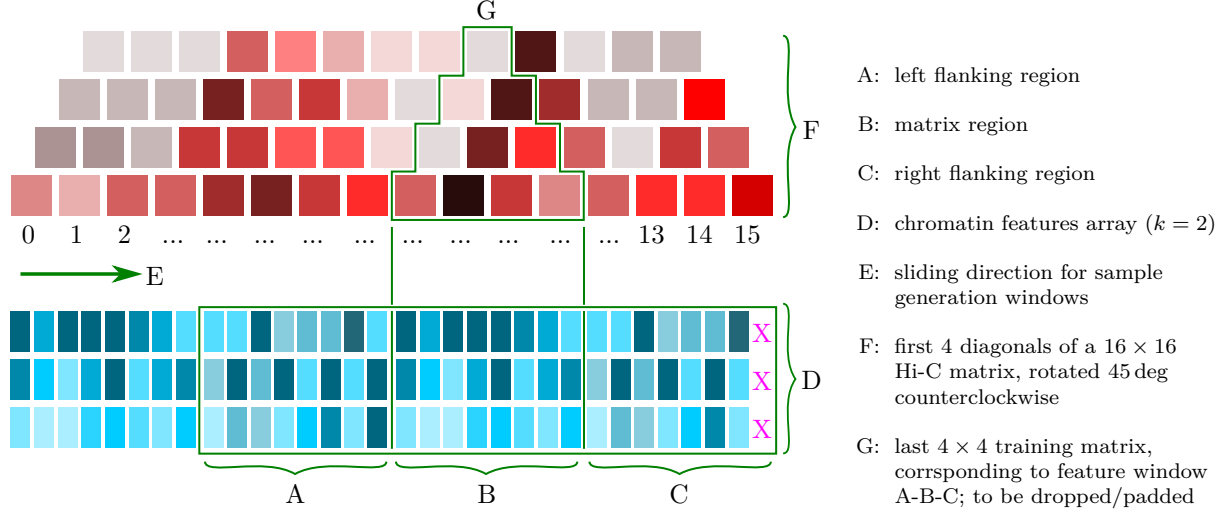 G
F
0 1 2 ... ... ... ... ... ... ... ... ... ... 13 14 15
E
X
X
D
X
A B C
A: left flanking region
B: matrix region
C: right flanking region
D: chromatin features array (k = 2)
E: sliding direction for sample
generation windows
F: first 4 diagonals of a 16 × 16
Hi-C matrix, rotated 45 deg
counterclockwise
G: last 4 × 4 training matrix,
corrsponding to feature window
A-B-C; to be dropped/padded